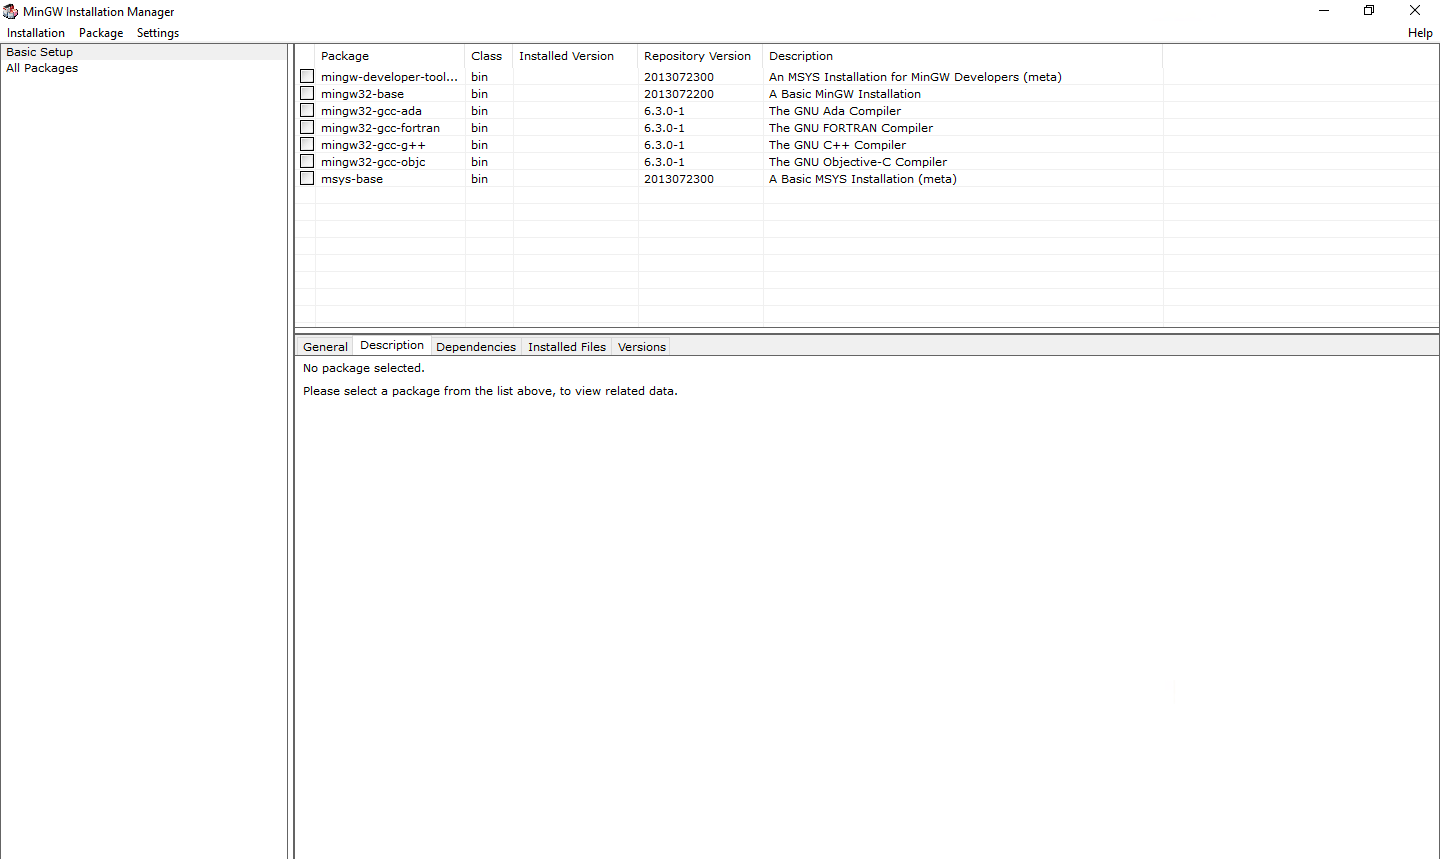 MinGW Installation Manager
Installation Package Settings Help
Basic Setup
All Packages
Package Class Installed Version Repository Version Description
mingw-developer-tool... bin 2013072300 An MSYS Installation for MinGW Developers (meta)
mingw32-base bin 2013072200 A Basic MinGW Installation
mingw32-gcc-ada bin 6.3.0-1 The GNU Ada Compiler
mingw32-gcc-fortran bin 6.3.0-1 The GNU FORTRAN Compiler
mingw32-gcc-g++ bin 6.3.0-1 The GNU C++ Compiler
mingw32-gcc-objc bin 6.3.0-1 The GNU Objective-C Compiler
msys-base bin 2013072300 A Basic MSYS Installation (meta)
General Description Dependencies Installed Files Versions
No package selected.
Please select a package from the list above, to view related data.